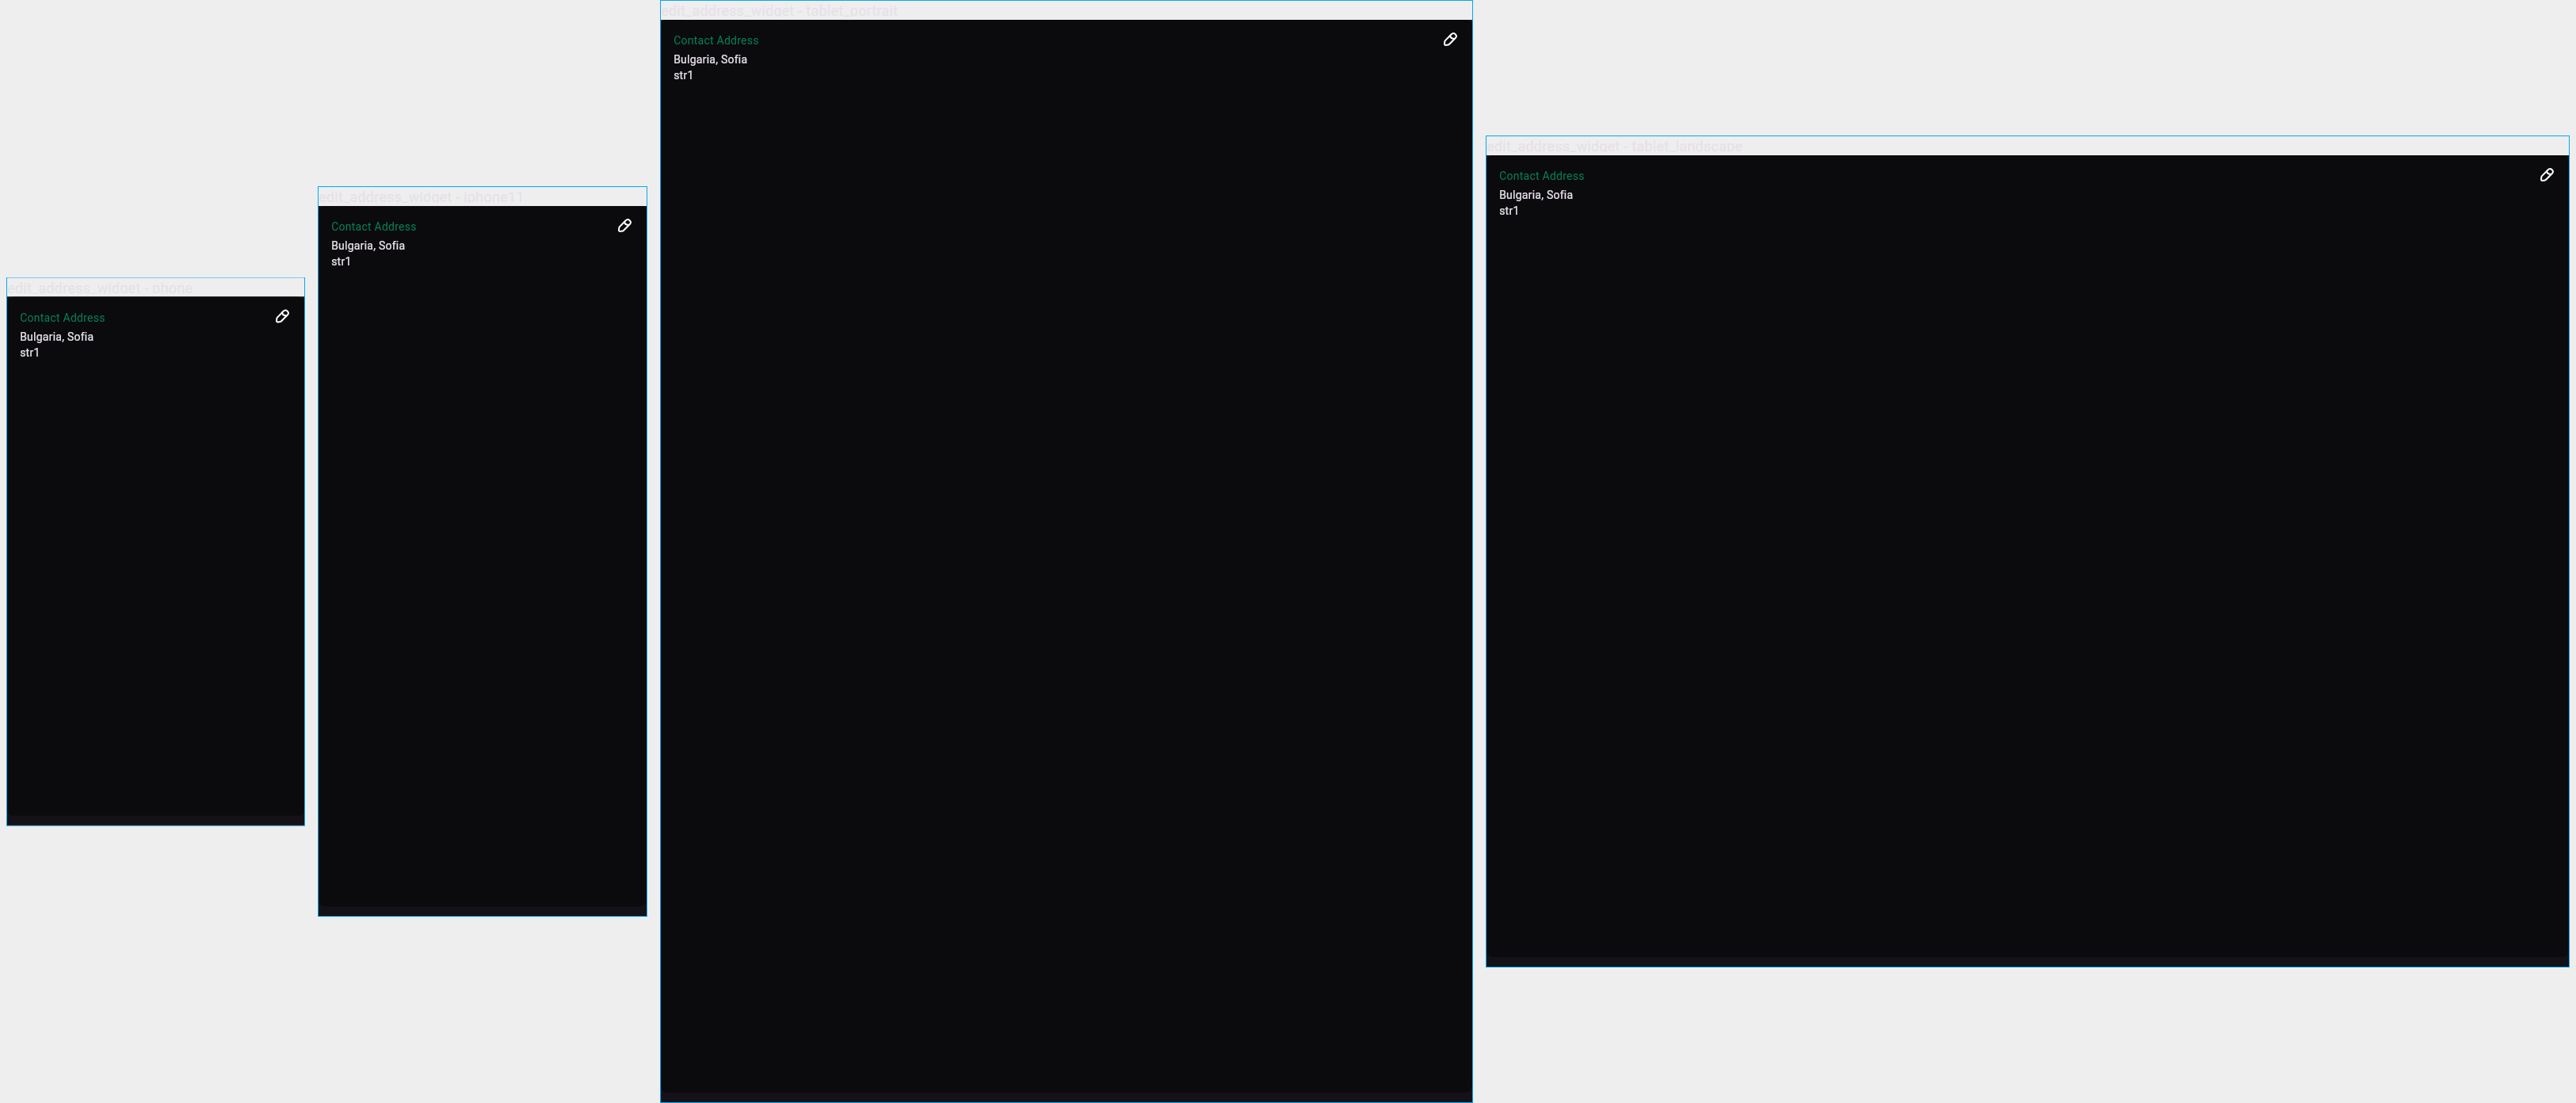 edit_address_widget - phone
Contact Address
Bulgaria, Sofia
str1
edit_address_widget - iphone11
Contact Address
Bulgaria, Sofia
str1
edit_address_widget - tablet_portrait
Contact Address
Bulgaria, Sofia
str1
edit_address_widget - tablet_landscape
Contact Address
Bulgaria, Sofia
str1